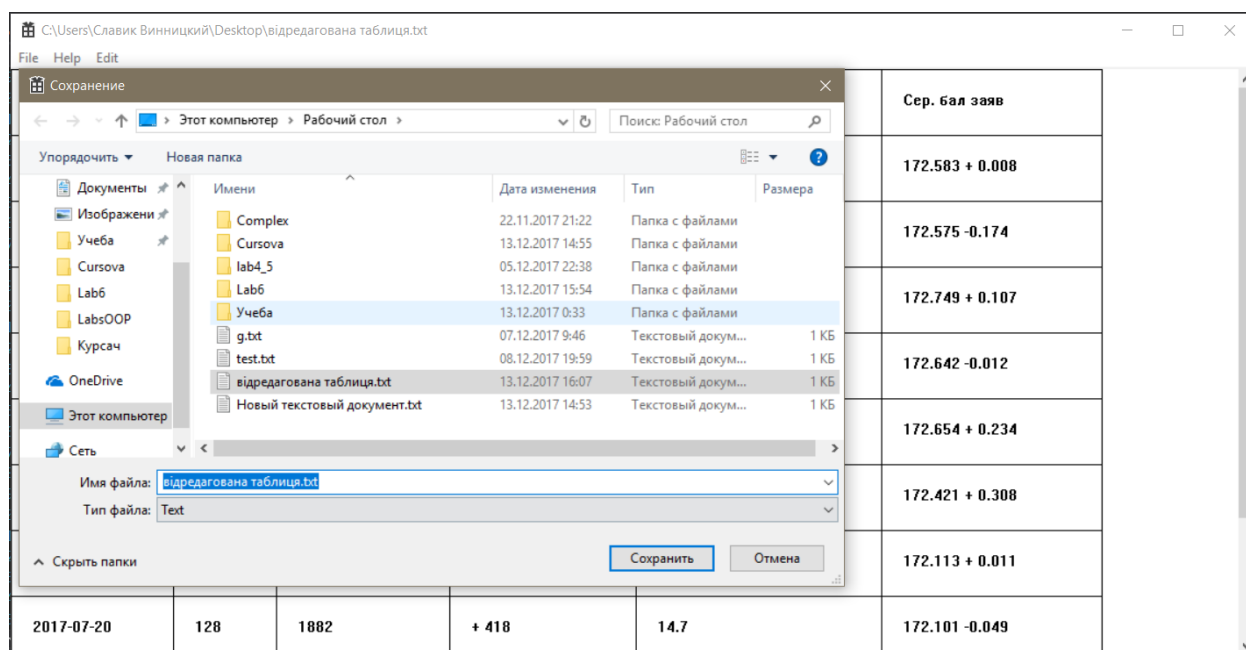 C:\Users\Славик Винницкий\Desktop\відредагована таблиця.txt
File Help Edit
Сохранение
Этот компьютер > Рабочий стол >
Поиск: Рабочий стол
Упорядочить Новая папка
Документы
Изображени
Учеба
Cursova
Lab6
LabsOOP
Курсач
OneDrive
Этот компьютер
Сеть
Имени Дата изменения Тип Размера
Complex 22.11.2017 21:22 Папка с файлами
Cursova 13.12.2017 14:55 Папка с файлами
lab4_5 05.12.2017 22:38 Папка с файлами
Lab6 13.12.2017 15:54 Папка с файлами
Учеба 13.12.2017 0:33 Папка с файлами
g.txt 07.12.2017 9:46 Текстовый докум... 1 КБ
test.txt 08.12.2017 19:59 Текстовый докум... 1 КБ
відредагована таблиця.txt 13.12.2017 16:07 Текстовый докум... 1 КБ
Новый текстовый документ.txt 13.12.2017 14:53 Текстовый докум... 1 КБ
Имя файла: відредагована таблиця.txt
Тип файла: Text
Скрыть папки
Сохранить Отмена
Сер. бал заяв
172.583 + 0.008
172.575 -0.174
172.749 + 0.107
172.642 -0.012
172.654 + 0.234
172.421 + 0.308
172.113 + 0.011
2017-07-20 128 1882 + 418 14.7 172.101 -0.049